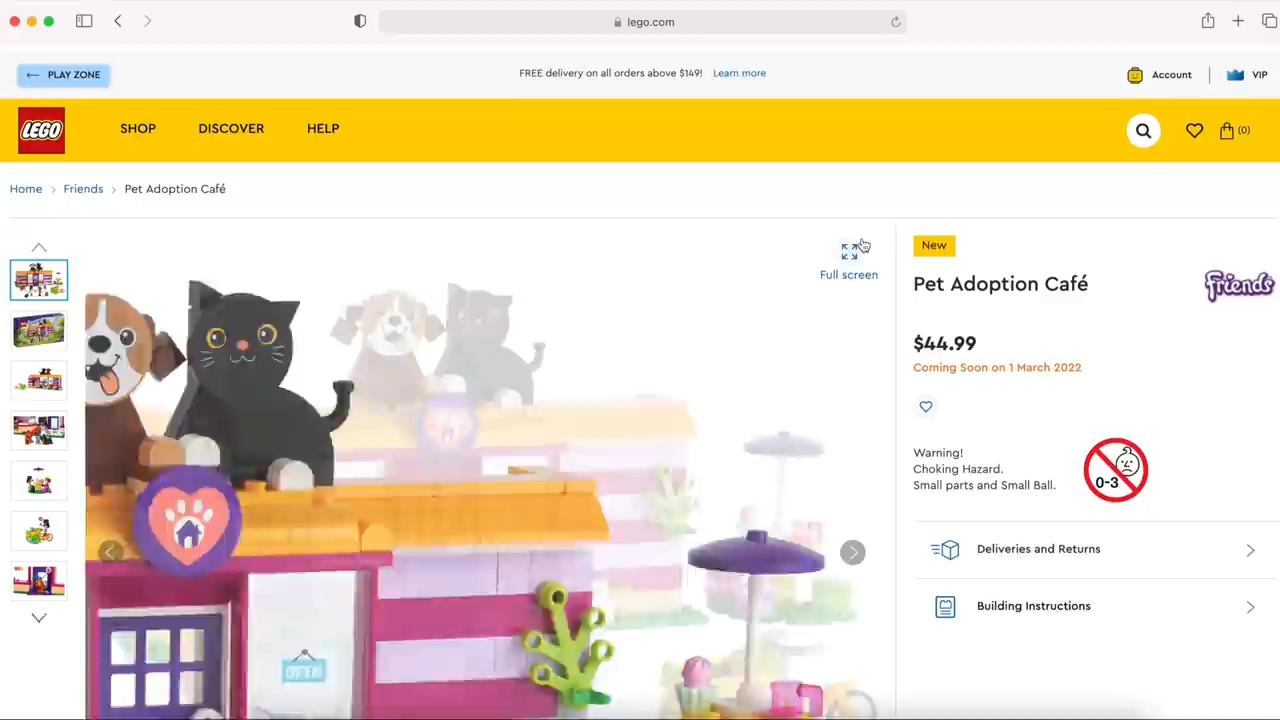 lego.com
PLAY ZONE
FREE delivery on all orders above $149! Learn more
Account
VIP
LEGO
SHOP
DISCOVER
HELP
(0)
Home
Friends
Pet Adoption Café
Full screen
New
Pet Adoption Café
Friends
$44.99
Coming Soon on 1 March 2022
Warning!
Choking Hazard.
Small parts and Small Ball.
0-3
Deliveries and Returns
Building Instructions
OPEN